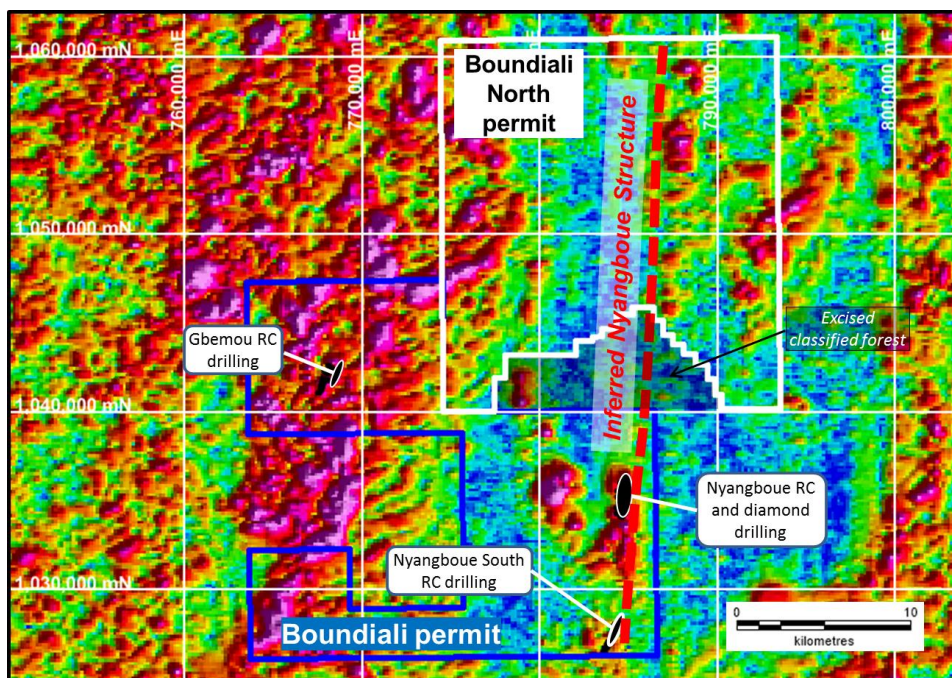 1,060,000 mN
760,000 mE
770,000 mE
790,000 mE
800,000 mE
Boundiali
North
permit
Inferred Nyangboue Structure
1,050,000 mN
Excised
classified forest
Gbemou RC
drilling
1,040,000 mN
Nyangboue RC
and diamond
drilling
Nyangboue South
RC drilling
1,030,000 mN
Boundiali permit
0
10
kilometres